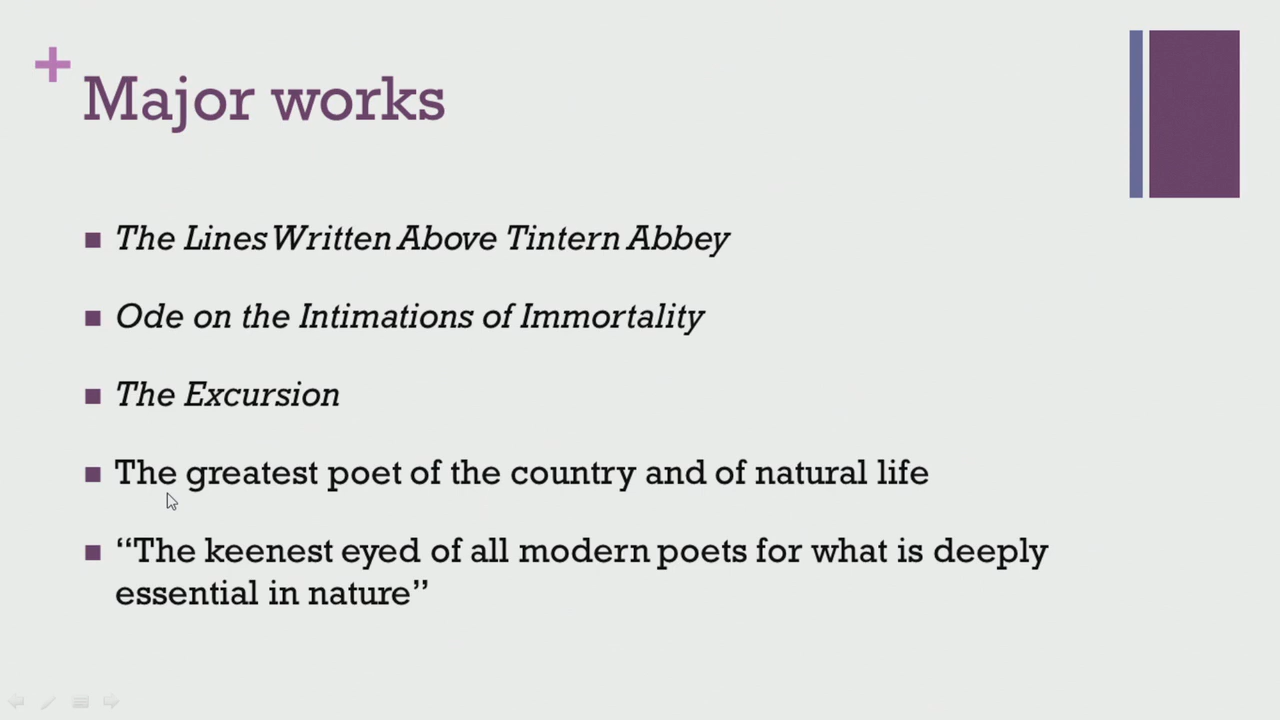 Major works
The Lines Written Above Tintern Abbey
Ode on the Intimations of Immortality
The Excursion
The greatest poet of the country and of natural life
“The keenest eyed of all modern poets for what is deeply
essential in nature”